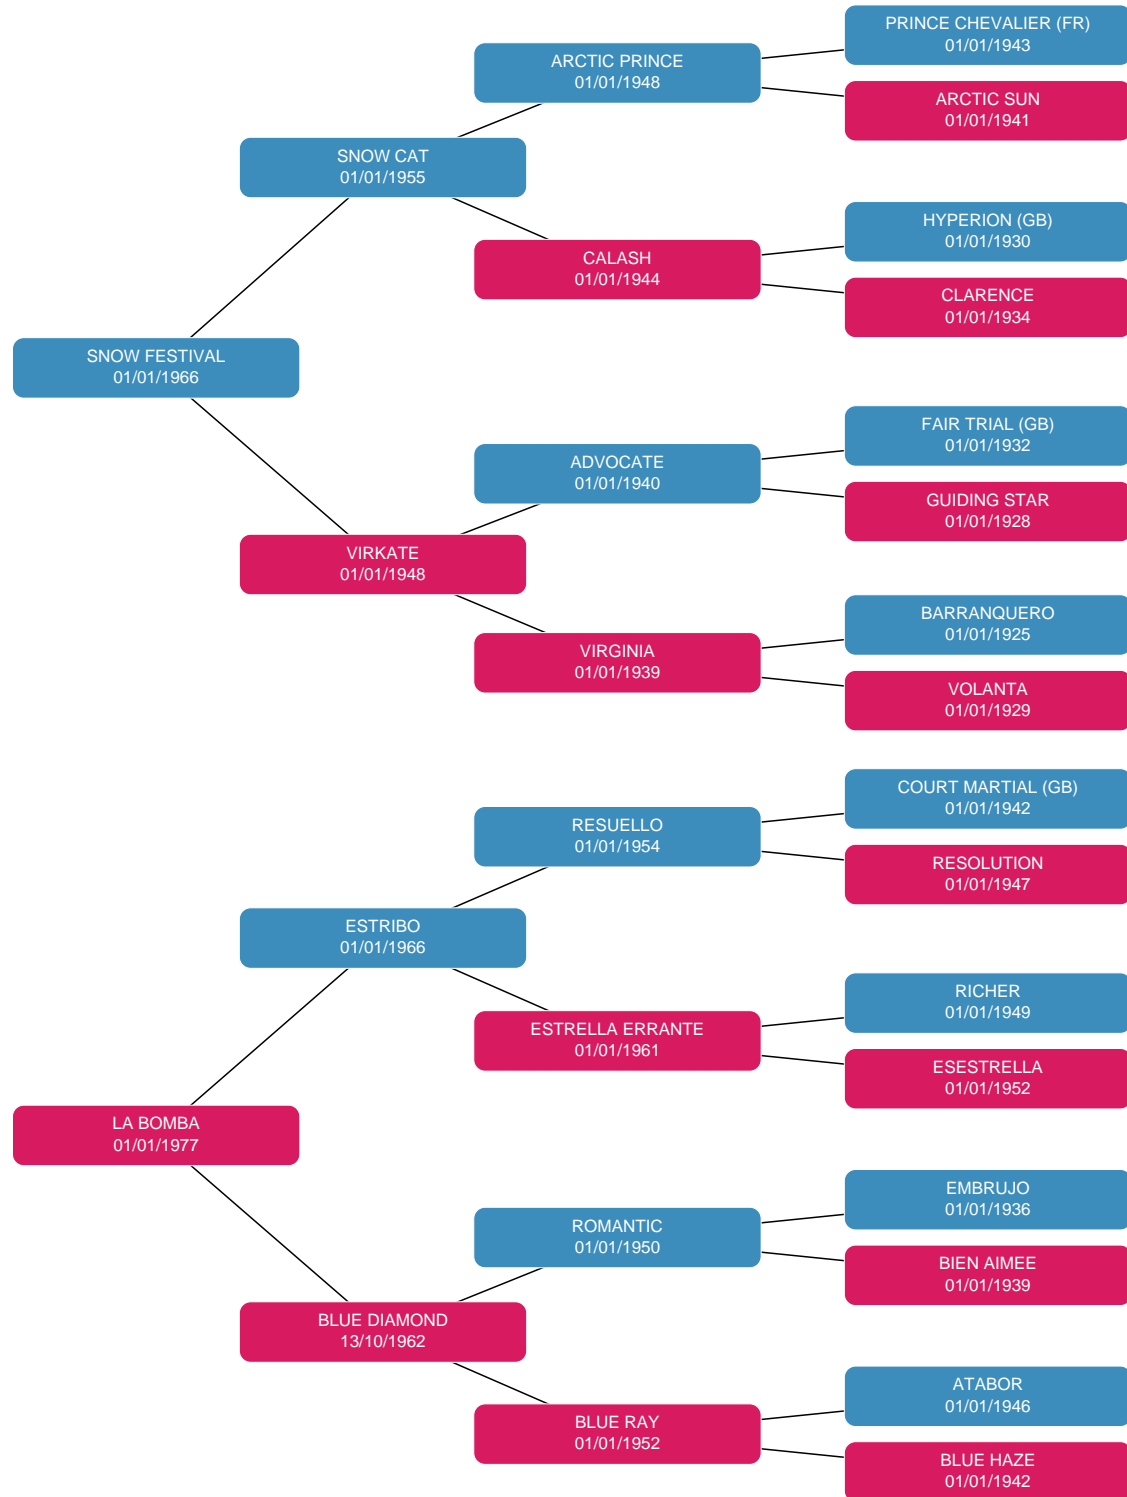 PRINCE CHEVALIER (FR)
01/01/1943
ARCTIC PRINCE
01/01/1948
ARCTIC SUN
01/01/1941
SNOW CAT
01/01/1955
HYPERION (GB)
01/01/1930
CALASH
01/01/1944
CLARENCE
01/01/1934
SNOW FESTIVAL
01/01/1966
FAIR TRIAL (GB)
01/01/1932
ADVOCATE
01/01/1940
GUIDING STAR
01/01/1928
VIRKATE
01/01/1948
BARRANQUERO
01/01/1925
VIRGINIA
01/01/1939
VOLANTA
01/01/1929
COURT MARTIAL (GB)
01/01/1942
RESUELLO
01/01/1954
RESOLUTION
01/01/1947
ESTRIBO
01/01/1966
RICHER
01/01/1949
ESTRELLA ERRANTE
01/01/1961
ESESTRELLA
01/01/1952
LA BOMBA
01/01/1977
EMBRUJO
01/01/1936
ROMANTIC
01/01/1950
BIEN AIMEE
01/01/1939
BLUE DIAMOND
13/10/1962
ATABOR
01/01/1946
BLUE RAY
01/01/1952
BLUE HAZE
01/01/1942